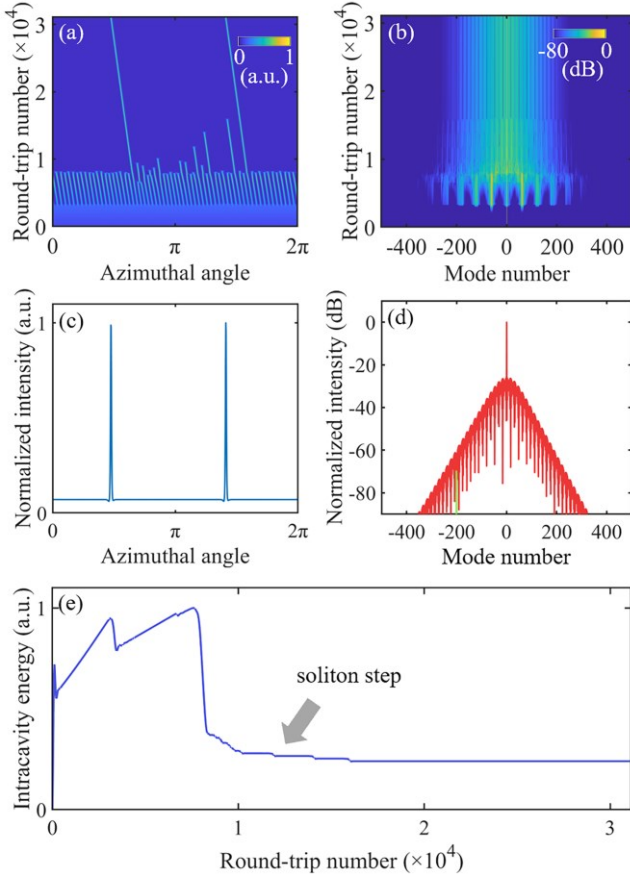 (a)
0 1
(a.u.)
Round-trip number (×10⁴)
3
2
1
0
0 π 2π
Azimuthal angle
(b)
-80 0
(dB)
Round-trip number (×10⁴)
3
2
1
0
-400 -200 0 200 400
Mode number
(c)
Normalized intensity (a.u.)
1
0
0 π 2π
Azimuthal angle
(d)
Normalized intensity (dB)
0
-20
-40
-60
-80
-400 -200 0 200 400
Mode number
(e)
Intracavity energy (a.u.)
1
0
soliton step
0 1 2 3
Round-trip number (×10⁴)